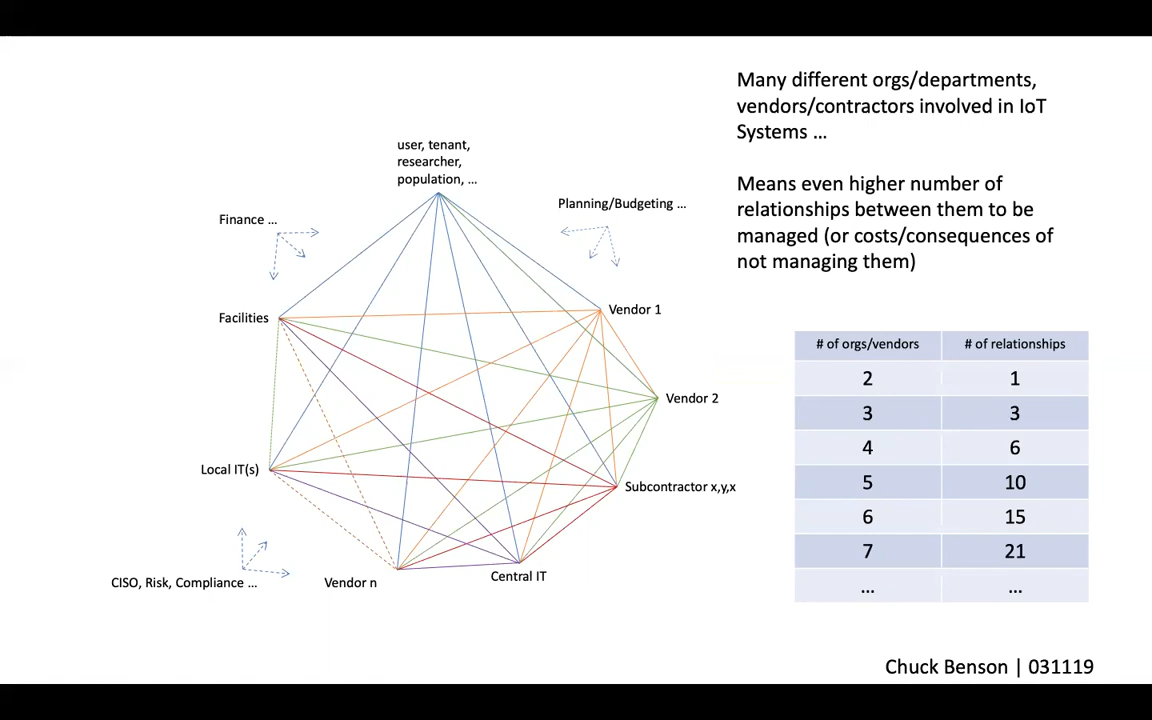 Many different orgs/departments,
vendors/contractors involved in IoT
Systems ...
Means even higher number of
relationships between them to be
managed (or costs/consequences of
not managing them)
user, tenant,
researcher,
population, ...
Finance ...
Planning/Budgeting ...
Facilities
Vendor 1
Vendor 2
Local IT(s)
Subcontractor x,y,x
CISO, Risk, Compliance ...
Vendor n
Central IT
# of orgs/vendors # of relationships
2 1
3 3
4 6
5 10
6 15
7 21
... ...
Chuck Benson | 031119